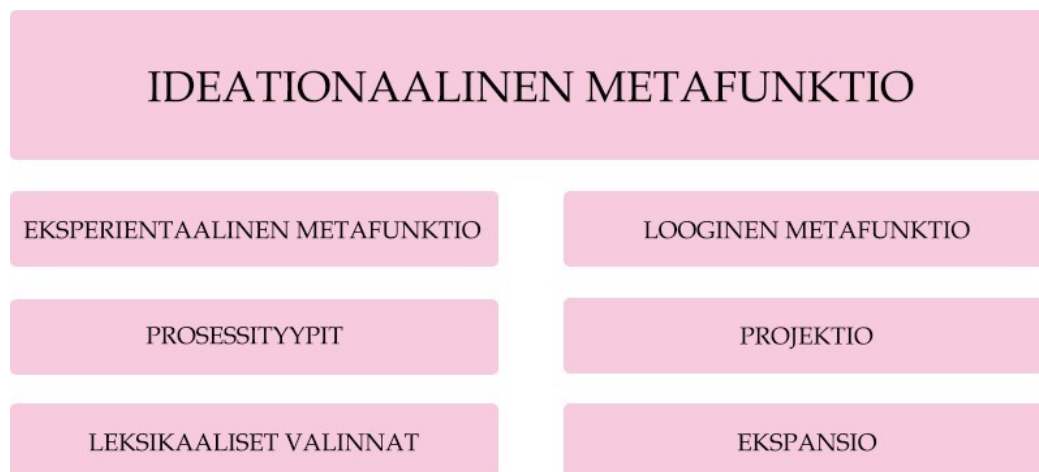 IDEATIONAALINEN METAFUNKTIO
EKSPERIENTAALINEN METAFUNKTIO
LOOGINEN METAFUNKTIO
PROSESSITYYPIT
PROJEKTIO
LEKSIKAALISET VALINNAT
EKSPANSIO